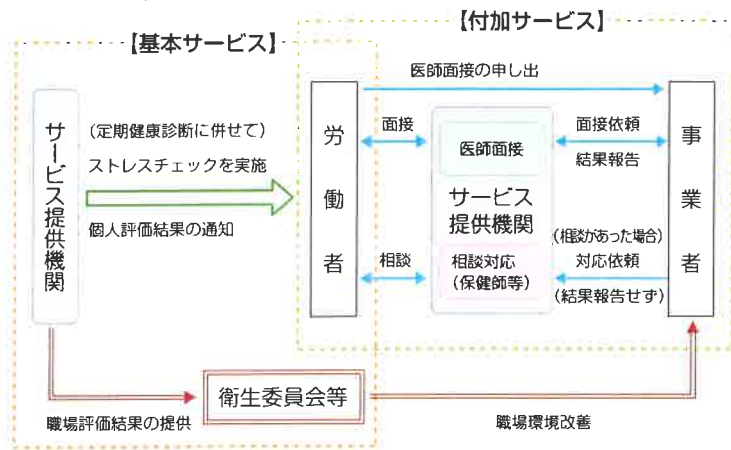 【付加サービス】
【基本サービス】
サービス提供機関
(定期健康診断に併せて)
ストレスチェックを実施
個人評価結果の通知
労働者
医師面接の申し出
面接
医師面接
面接依頼
結果報告
サービス
提供機関
相談
相談対応
(保健師等)
(相談があった場合)
対応依頼
(結果報告せず)
事業者
衛生委員会等
職場評価結果の提供
職場環境改善